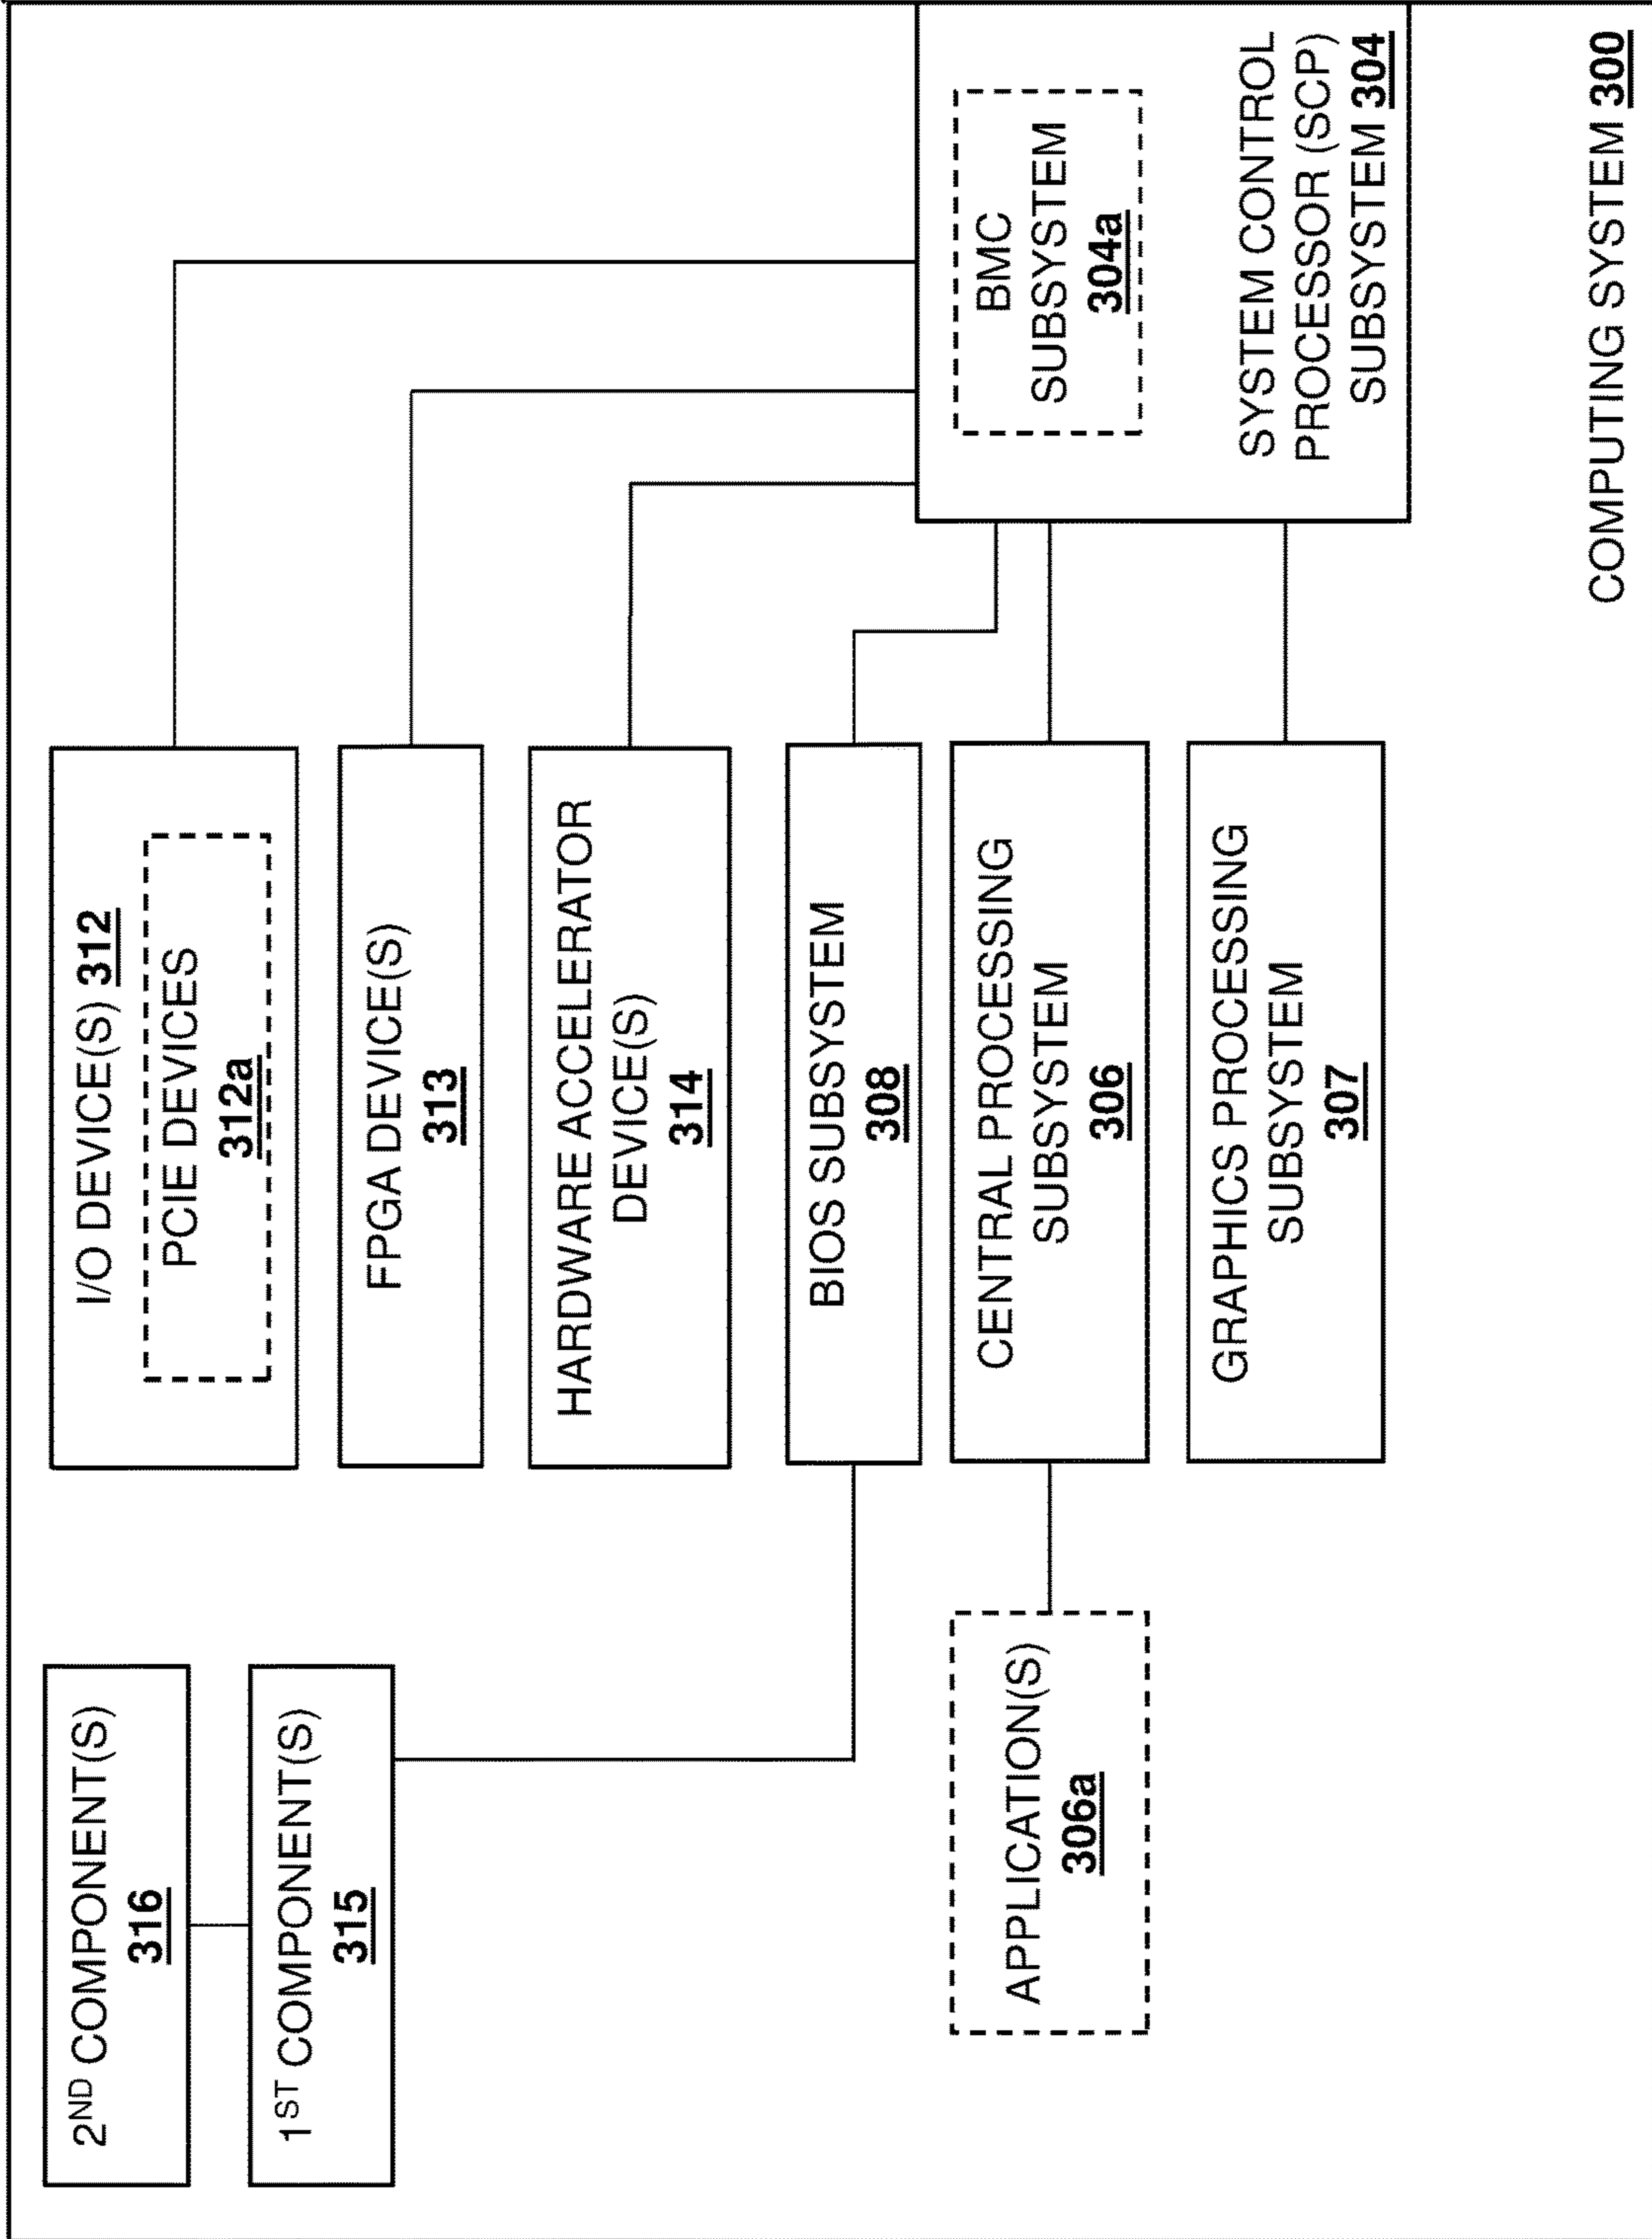 2ND COMPONENT(S)
316
1ST COMPONENT(S)
315
I/O DEVICE(S) 312
PCIE DEVICES
312a
FPGA DEVICE(S)
313
HARDWARE ACCELERATOR
DEVICE(S)
314
BIOS SUBSYSTEM
308
APPLICATION(S)
306a
CENTRAL PROCESSING
SUBSYSTEM
306
GRAPHICS PROCESSING
SUBSYSTEM
307
BMC
SUBSYSTEM
304a
SYSTEM CONTROL
PROCESSOR (SCP)
SUBSYSTEM 304
COMPUTING SYSTEM 300